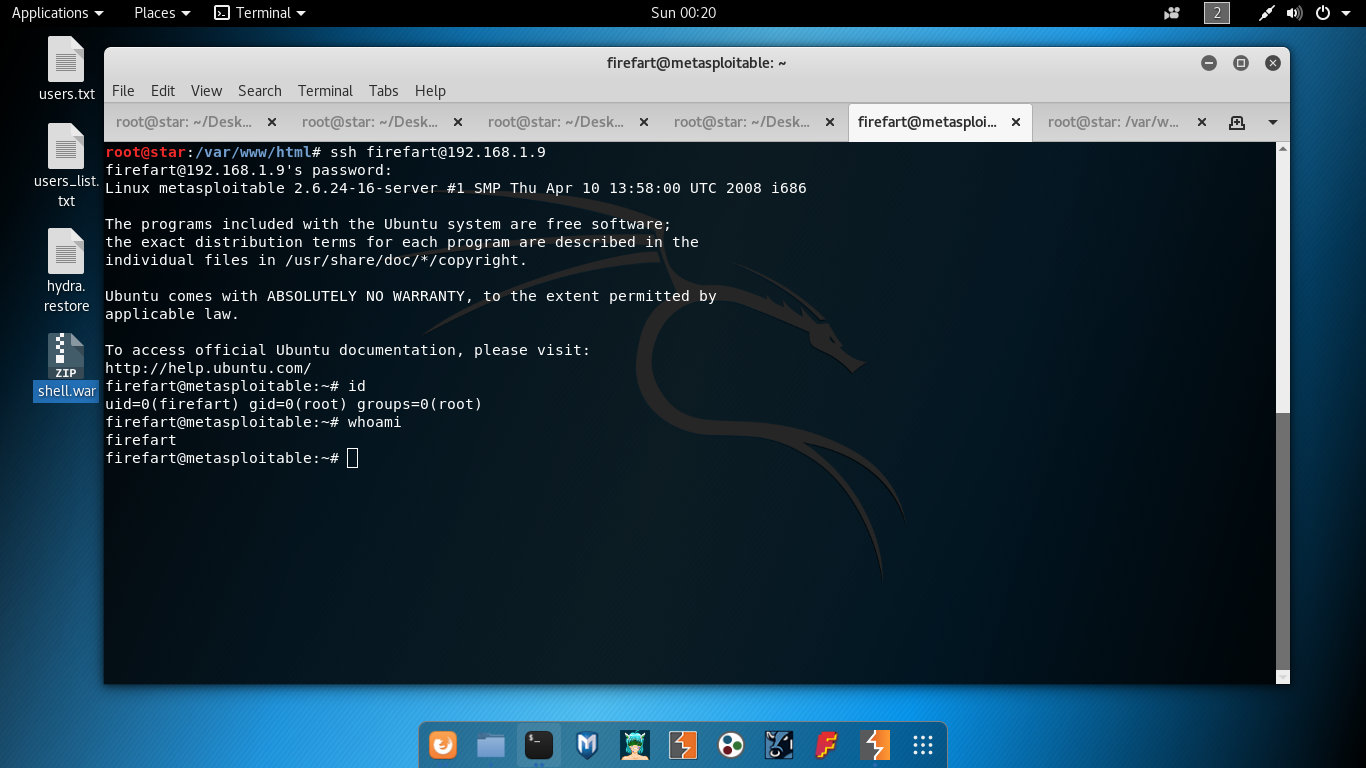 Applications Places Terminal Sun 00:20 2
users.txt
users_list.
txt
hydra.
restore
ZIP
shell.war
firefart@metasploitable: ~
File Edit View Search Terminal Tabs Help
root@star: ~/Desk... root@star: ~/Desk... root@star: ~/Desk... root@star: ~/Desk... firefart@metasploi... root@star: /var/w...
root@star:/var/www/html# ssh firefart@192.168.1.9
firefart@192.168.1.9's password:
Linux metasploitable 2.6.24-16-server #1 SMP Thu Apr 10 13:58:00 UTC 2008 i686
The programs included with the Ubuntu system are free software;
the exact distribution terms for each program are described in the
individual files in /usr/share/doc/*/copyright.
Ubuntu comes with ABSOLUTELY NO WARRANTY, to the extent permitted by
applicable law.
To access official Ubuntu documentation, please visit:
http://help.ubuntu.com/
firefart@metasploitable:~# id
uid=0(firefart) gid=0(root) groups=0(root)
firefart@metasploitable:~# whoami
firefart
firefart@metasploitable:~#
$_